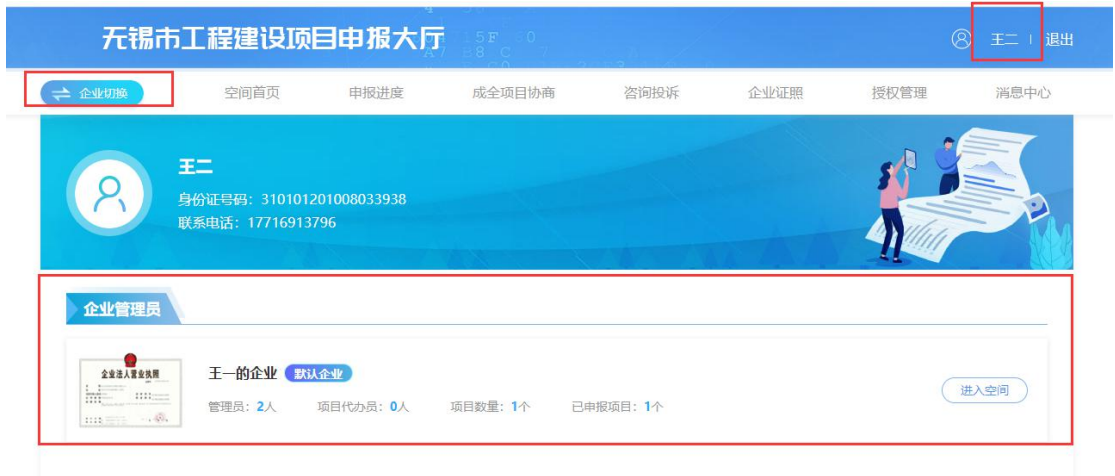 无锡市工程建设项目申报大厅
王二 | 退出
企业切换 空间首页 申报进度 成全项目协商 咨询投诉 企业证照 授权管理 消息中心
王二
身份证号码：310101201008033938
联系电话：17716913796
企业管理员
企业法人营业执照
王一的企业 默认企业
管理员：2人 项目代办员：0人 项目数量：1个 已申报项目：1个
进入空间